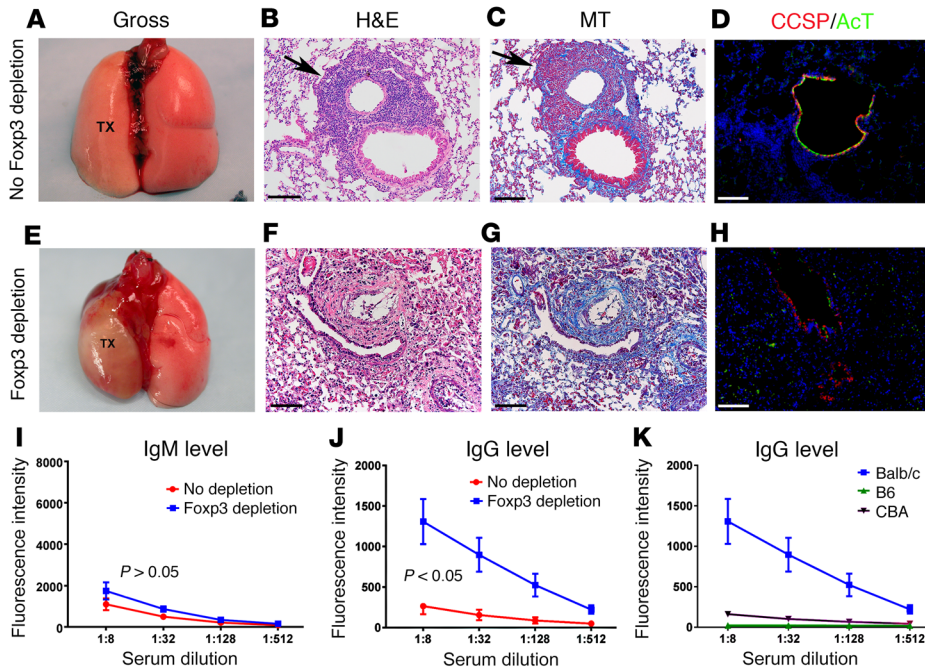 A Gross
B H&E
C MT
D CCSP/AcT
No Foxp3 depletion
TX
E
F
G
H
Foxp3 depletion
TX
I IgM level
Fluorescence intensity
8000
6000
4000
2000
0
No depletion
Foxp3 depletion
P > 0.05
1:8 1:32 1:128 1:512
Serum dilution
J IgG level
Fluorescence intensity
2000
1500
1000
500
0
No depletion
Foxp3 depletion
P < 0.05
1:8 1:32 1:128 1:512
Serum dilution
K IgG level
Fluorescence intensity
2000
1500
1000
500
0
Balb/c
B6
CBA
1:8 1:32 1:128 1:512
Serum dilution